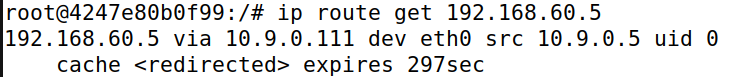 root@4247e80b0f99:/# ip route get 192.168.60.5
192.168.60.5 via 10.9.0.111 dev eth0 src 10.9.0.5 uid 0
    cache <redirected> expires 297sec